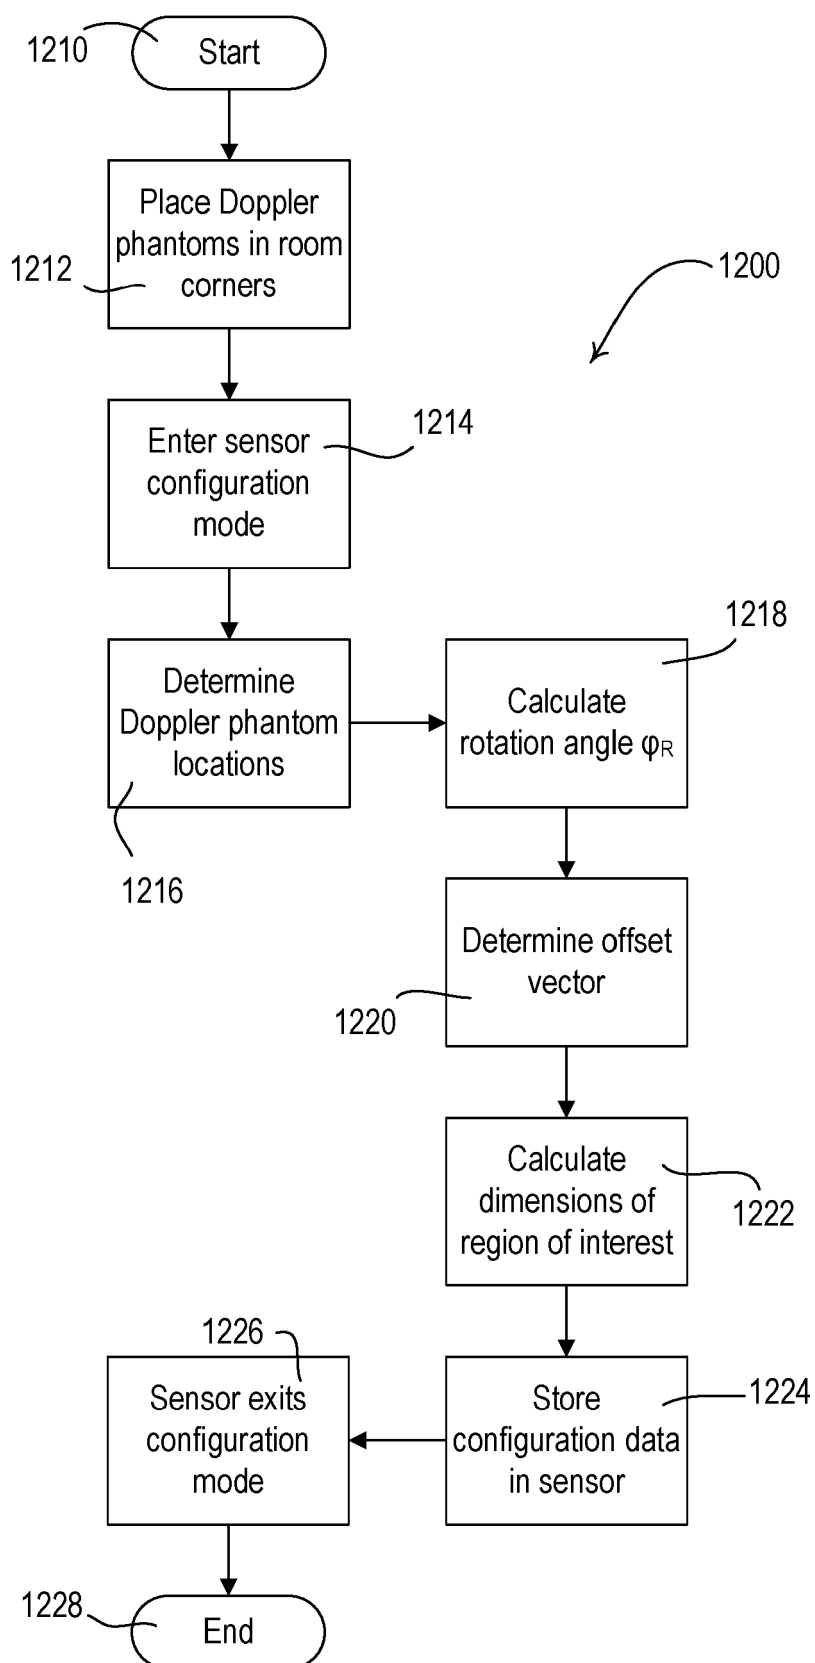 1210
Start
Place Doppler
phantoms in room
corners
1212
1200
Enter sensor
configuration
mode
1214
Determine
Doppler phantom
locations
1216
1218
Calculate
rotation angle φR
Determine offset
vector
1220
Calculate
dimensions of
region of interest
1222
Store
configuration data
in sensor
1224
1226
Sensor exits
configuration
mode
1228
End